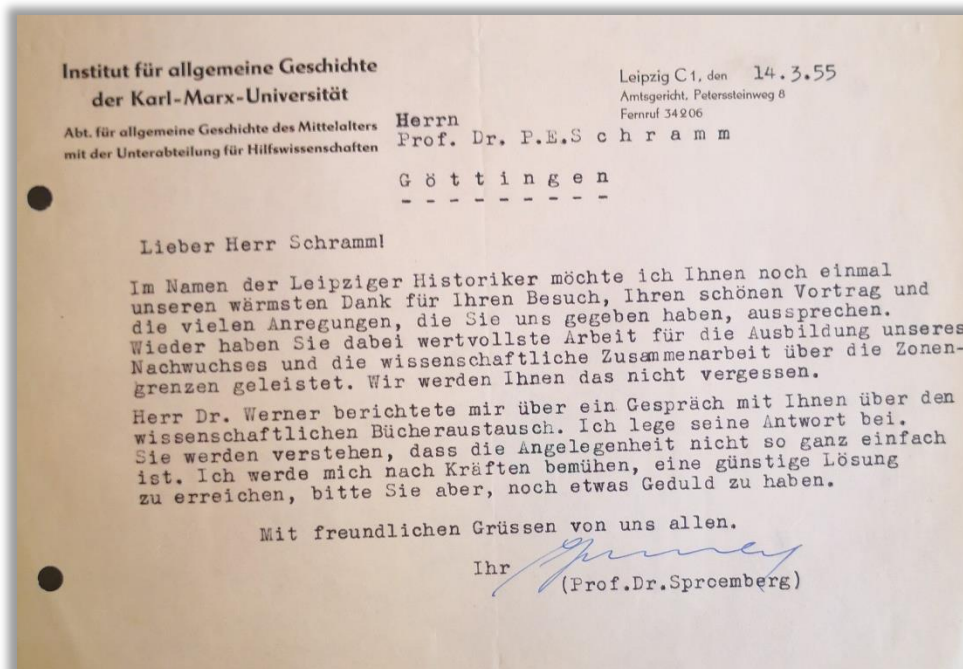 Institut für allgemeine Geschichte
der Karl-Marx-Universität
Abt. für allgemeine Geschichte des Mittelalters
mit der Unterabteilung für Hilfswissenschaften
Leipzig C 1, den 14.3.55
Amtsgericht, Peterssteinweg 8
Fernruf 34206
Herrn
Prof. Dr. P.E.S c h r a m m
G ö t t i n g e n
- - - - - - - - -
Lieber Herr Schramm!
Im Namen der Leipziger Historiker möchte ich Ihnen noch einmal
unseren wärmsten Dank für Ihren Besuch, Ihren schönen Vortrag und
die vielen Anregungen, die Sie uns gegeben haben, aussprechen.
Wieder haben Sie dabei wertvollste Arbeit für die Ausbildung unseres
Nachwuchses und die wissenschaftliche Zusammenarbeit über die Zonen-
grenzen geleistet. Wir werden Ihnen das nicht vergessen.
Herr Dr. Werner berichtete mir über ein Gespräch mit Ihnen über den
wissenschaftlichen Bücheraustausch. Ich lege seine Antwort bei.
Sie werden verstehen, dass die Angelegenheit nicht so ganz einfach
ist. Ich werde mich nach Kräften bemühen, eine günstige Lösung
zu erreichen, bitte Sie aber, noch etwas Geduld zu haben.
Mit freundlichen Grüssen von uns allen.
Ihr
(Prof.Dr.Sproemberg)